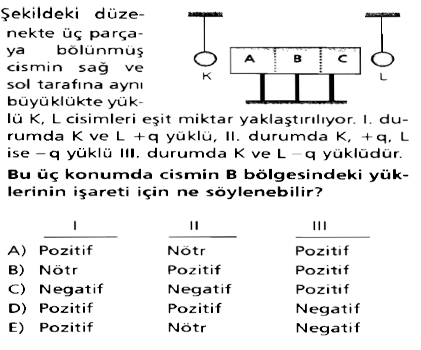 Şekildeki düze-
nekte üç parça-
ya bölünmüş
cismin sağ ve
sol tarafına aynı
büyüklükte yük-
lü K, L cisimleri eşit miktar yaklaştırılıyor. I. du-
rumda K ve L +q yüklü, II. durumda K, +q, L
ise –q yüklü III. durumda K ve L –q yüklüdür.
Bu üç konumda cismin B bölgesindeki yük-
lerinin işareti için ne söylenebilir?
K A B C L
I II III
A) Pozitif Nötr Pozitif
B) Nötr Pozitif Pozitif
C) Negatif Negatif Pozitif
D) Pozitif Pozitif Negatif
E) Pozitif Nötr Negatif